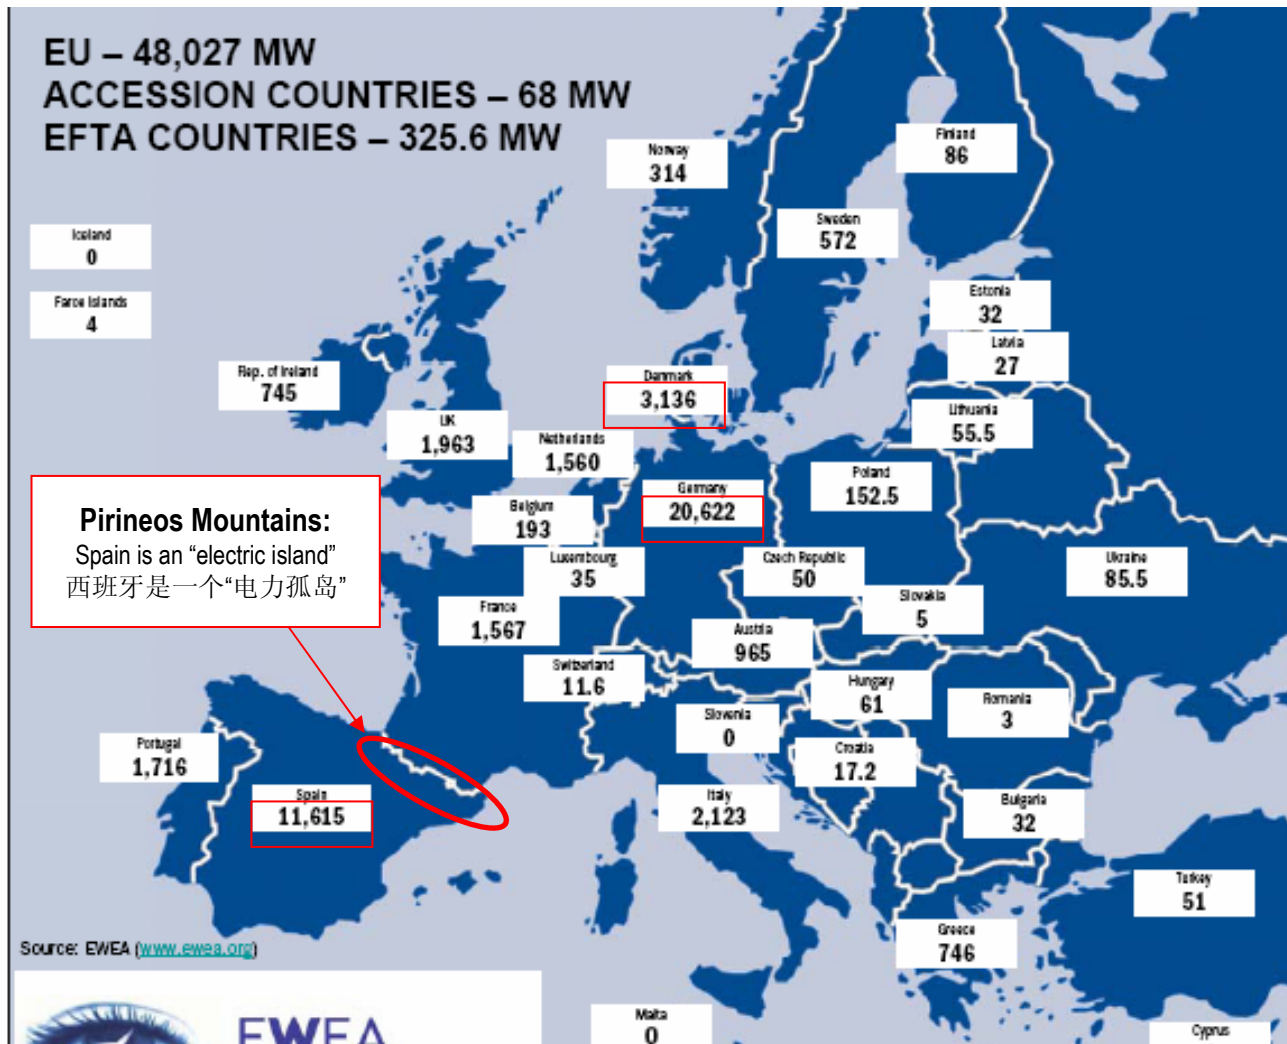 EU – 48,027 MW
ACCESSION COUNTRIES – 68 MW
EFTA COUNTRIES – 325.6 MW
Finland
86
Norway
314
Sweden
572
Iceland
0
Faroe Islands
4
Estonia
32
Latvia
27
Rep. of Ireland
745
Denmark
3,136
UK
1,963
Lithuania
55.5
Netherlands
1,560
Poland
152.5
Germany
20,622
Belgium
193
Pirineos Mountains:
Spain is an “electric island”
西班牙是一个“电力孤岛”
Luxembourg
35
Czech Republic
50
Ukraine
85.5
Slovakia
5
France
1,567
Austria
965
Switzerland
11.6
Hungary
61
Romania
3
Slovenia
0
Portugal
1,716
Croatia
17.2
Spain
11,615
Italy
2,123
Bulgaria
32
Turkey
51
Greece
746
Source: EWEA (www.ewea.org)
EWEA
Malta
0
Cyprus